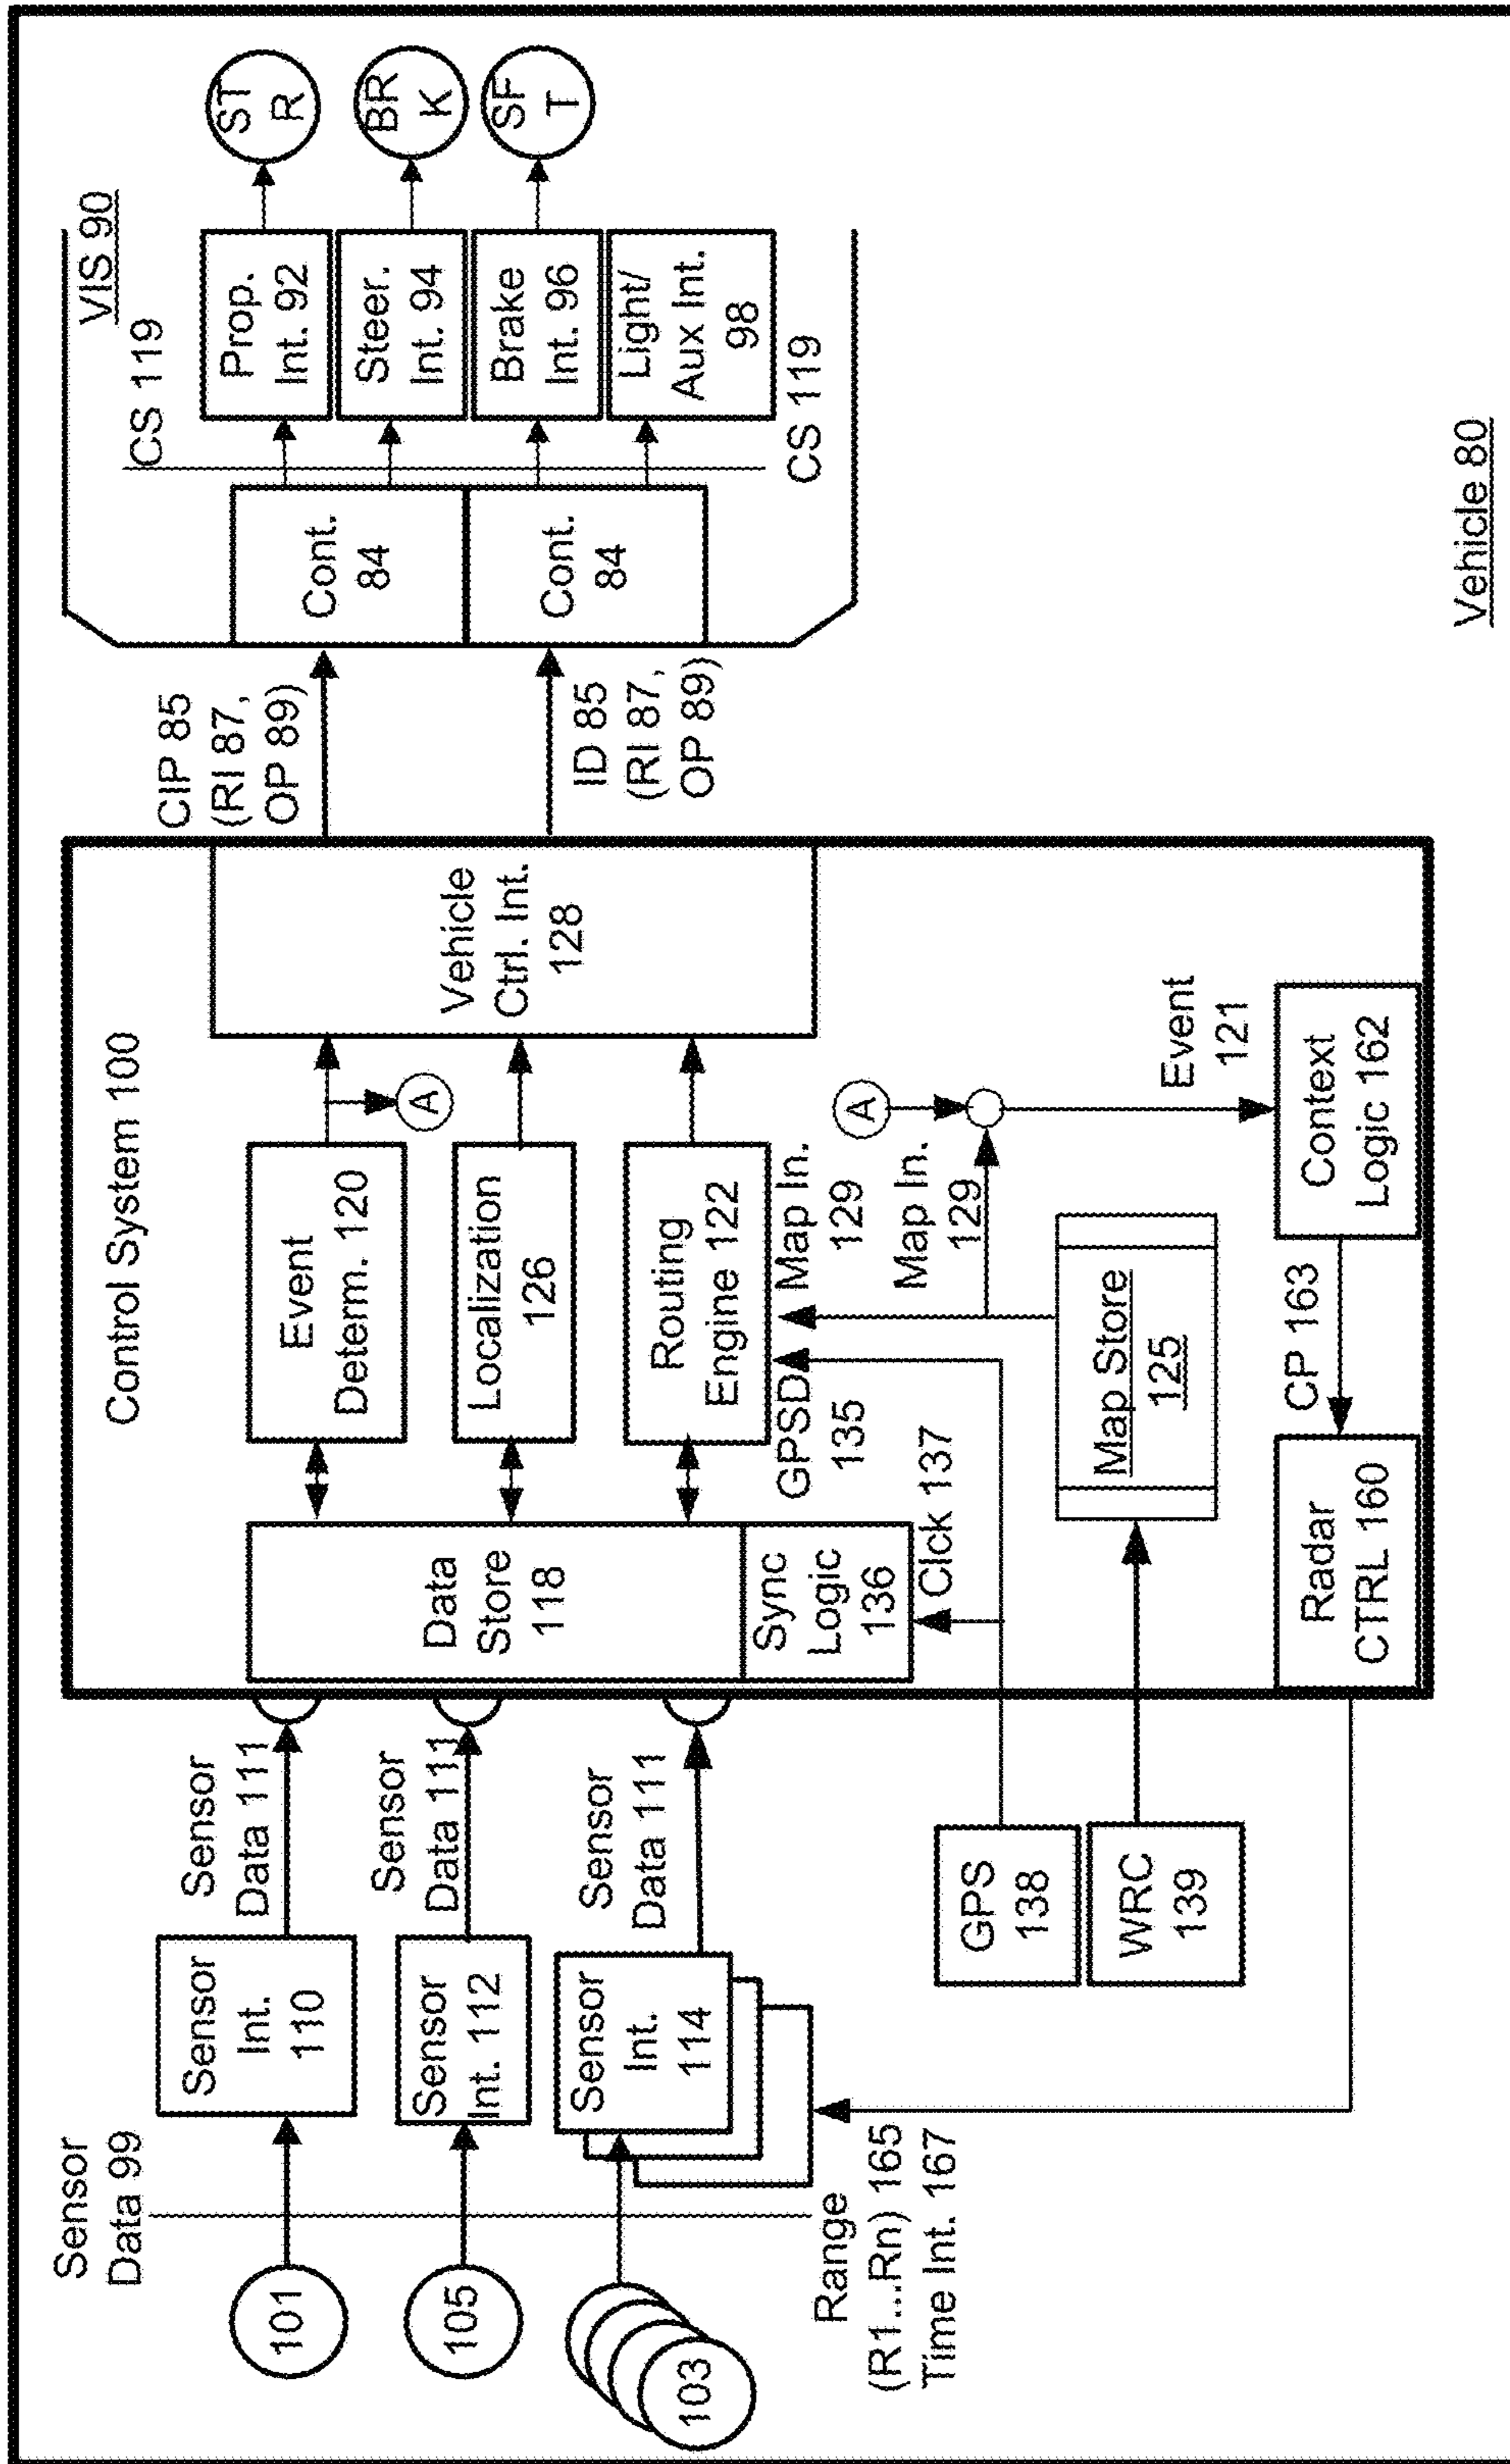 Sensor
Data 99
101
105
103
Sensor
Int.
110
Sensor
Int. 112
Sensor
Int.
114
Sensor
Data 111
Sensor
Data 111
Sensor
Data 111
Range
(R1...Rn) 165
Time Int. 167
GPS
138
WRC
139
Control System 100
Data
Store
118
Sync
Logic
136
Clck 137
Event
Determ. 120
Localization
126
Routing
Engine 122
GPSD
135
Map In.
129
Map In.
129
A
A
Map Store
125
Radar
CTRL 160
CP 163
Context
Logic 162
Event
121
Vehicle
Ctrl. Int.
128
CIP 85
(RI 87,
OP 89)
ID 85
(RI 87,
OP 89)
VIS 90
CS 119
Cont.
84
Cont.
84
CS 119
Prop.
Int. 92
Steer.
Int. 94
Brake
Int. 96
Light/
Aux Int.
98
ST
R
BR
K
SF
T
Vehicle 80